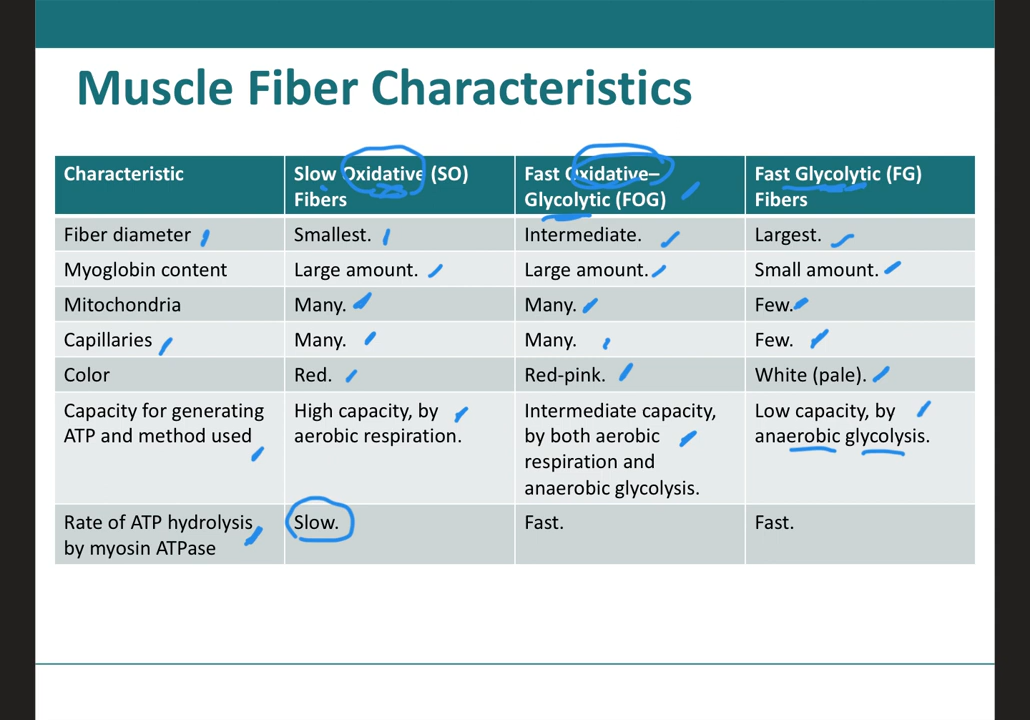 Muscle Fiber Characteristics
Characteristic
Slow Oxidative (SO)
Fibers
Fast Oxidative–
Glycolytic (FOG)
Fast Glycolytic (FG)
Fibers
Fiber diameter
Smallest.
Intermediate.
Largest.
Myoglobin content
Large amount.
Large amount.
Small amount.
Mitochondria
Many.
Many.
Few.
Capillaries
Many.
Many.
Few.
Color
Red.
Red-pink.
White (pale).
Capacity for generating
ATP and method used
High capacity, by
aerobic respiration.
Intermediate capacity,
by both aerobic
respiration and
anaerobic glycolysis.
Low capacity, by
anaerobic glycolysis.
Rate of ATP hydrolysis
by myosin ATPase
Slow.
Fast.
Fast.